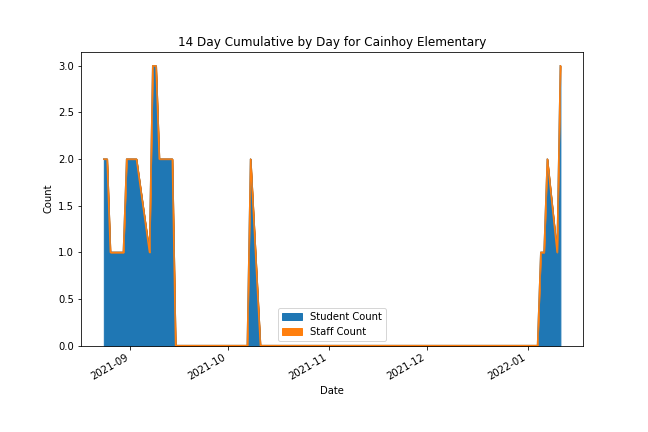 14 Day Cumulative by Day for Cainhoy Elementary
3.0
2.5
2.0
1.5
1.0
0.5
0.0
Count
Student Count
Staff Count
2021-09
2021-10
2021-11
2021-12
2022-01
Date